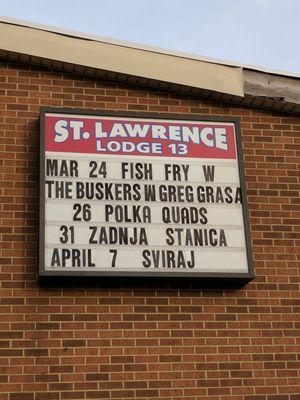 ST. LAWRENCE
LODGE 13
MAR 24 FISH FRY W
THE BUSKERS W GREG GRASA
26 POLKA QUADS
31 ZADNJA STANICA
APRIL 7 SVIRAJ